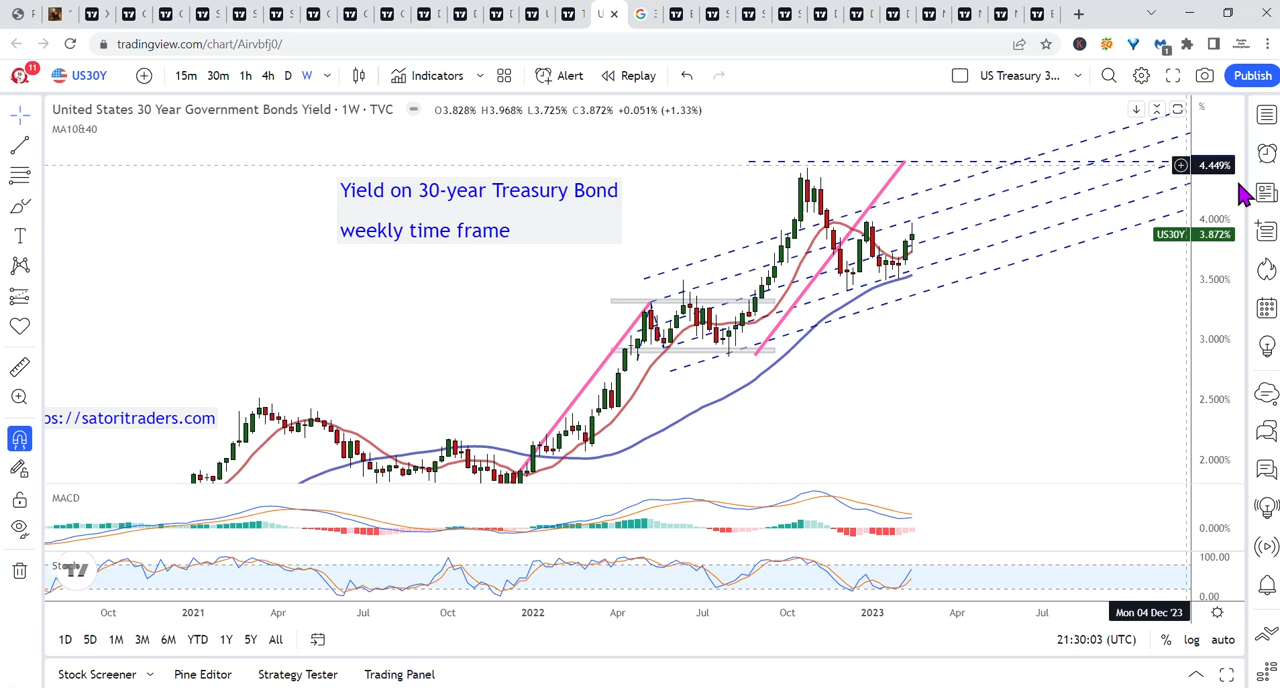 tradingview.com/chart/Airvbfj0/
1
11
US30Y
15m 30m 1h 4h D W
Indicators
Alert
Replay
US Treasury 3...
Publish
United States 30 Year Government Bonds Yield · 1W · TVC O3.828% H3.968% L3.725% C3.872% +0.051% (+1.33%)
%
MA10&40
4.449%
Yield on 30-year Treasury Bond
weekly time frame
4.000%
US30Y 3.872%
3.500%
3.000%
2.500%
2.000%
ps://satoritraders.com
MACD
0.000%
100.00
Stoch
0.00
Oct 2021 Apr Jul Oct 2022 Apr Jul Oct 2023 Apr Jul Mon 04 Dec '23
1D 5D 1M 3M 6M YTD 1Y 5Y All
21:30:03 (UTC) % log auto
Stock Screener Pine Editor Strategy Tester Trading Panel